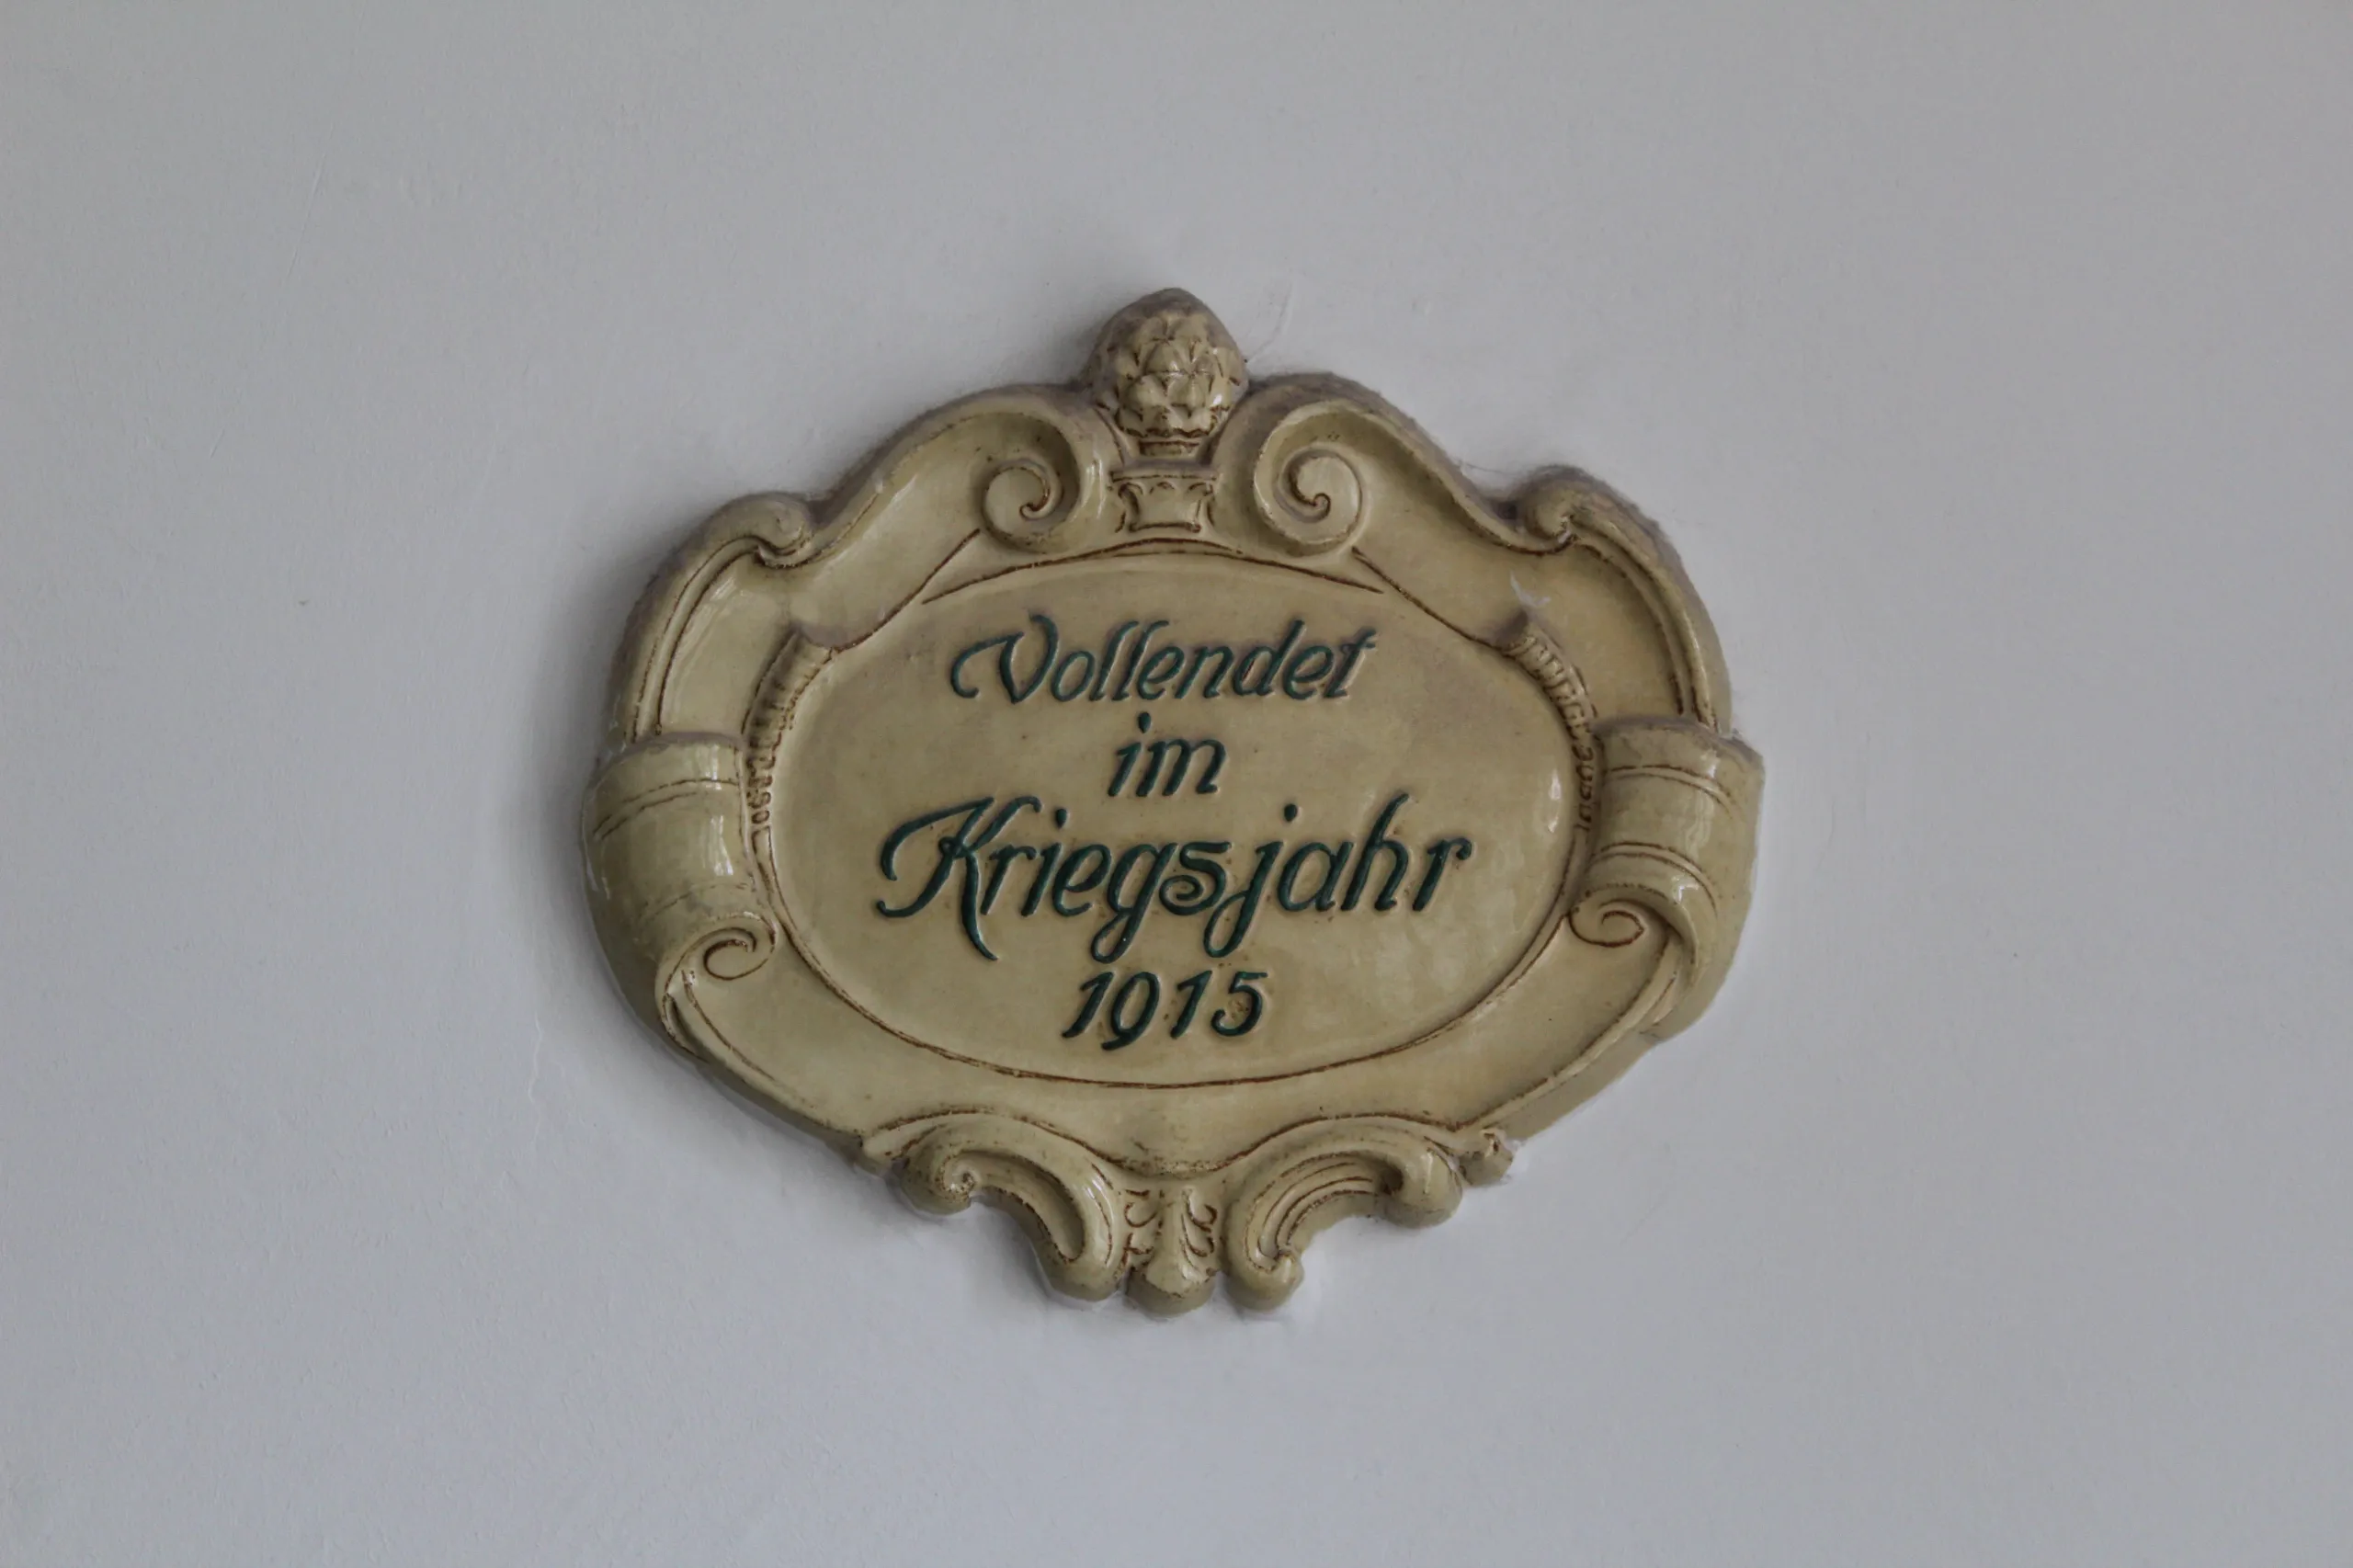 Vollendet
im
Kriegsjahr
1915